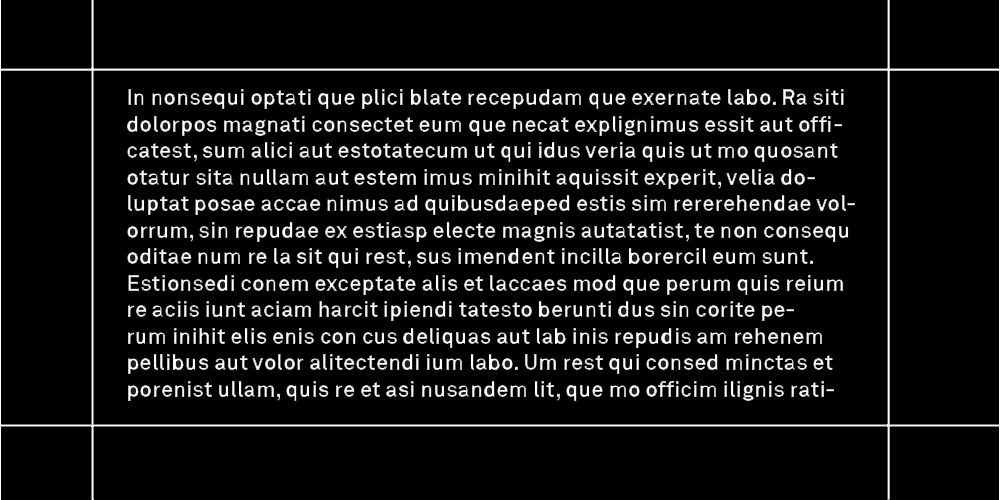 In nonsequi optati que plici blate recepudam que exernate labo. Ra siti
dolorpos magnati consectet eum que necat explignimus essit aut offi-
catest, sum alici aut estotatecum ut qui idus veria quis ut mo quosant
otatur sita nullam aut estem imus minihit aquissit experit, velia do-
luptat posae accae nimus ad quibusdaeped estis sim rererehendae vol-
orrum, sin repudae ex estiasp electe magnis autatatist, te non consequ
oditae num re la sit qui rest, sus imendent incilla borercil eum sunt.
Estionsedi conem exceptate alis et laccaes mod que perum quis reium
re aciis iunt aciam harcit ipiendi tatesto berunti dus sin corite pe-
rum inihit elis enis con cus deliquas aut lab inis repudis am rehenem
pellibus aut volor alitectendi ium labo. Um rest qui consed minctas et
porenist ullam, quis re et asi nusandem lit, que mo officim ilignis rati-